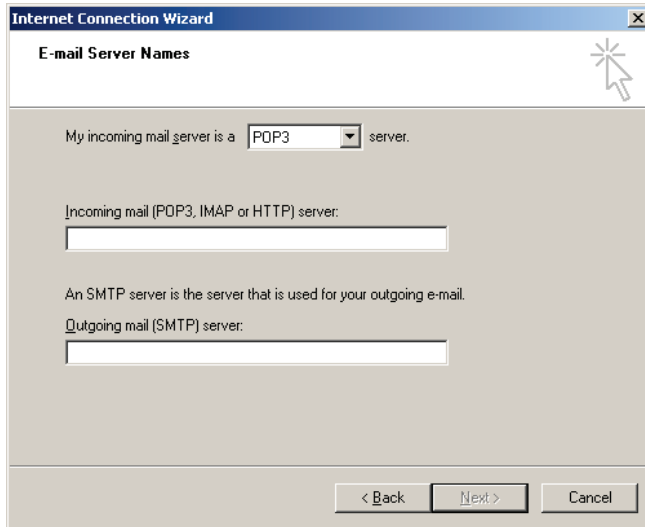 Internet Connection Wizard
E-mail Server Names
My incoming mail server is a POP3 server.
Incoming mail (POP3, IMAP or HTTP) server:
An SMTP server is the server that is used for your outgoing e-mail.
Outgoing mail (SMTP) server:
< Back Next > Cancel